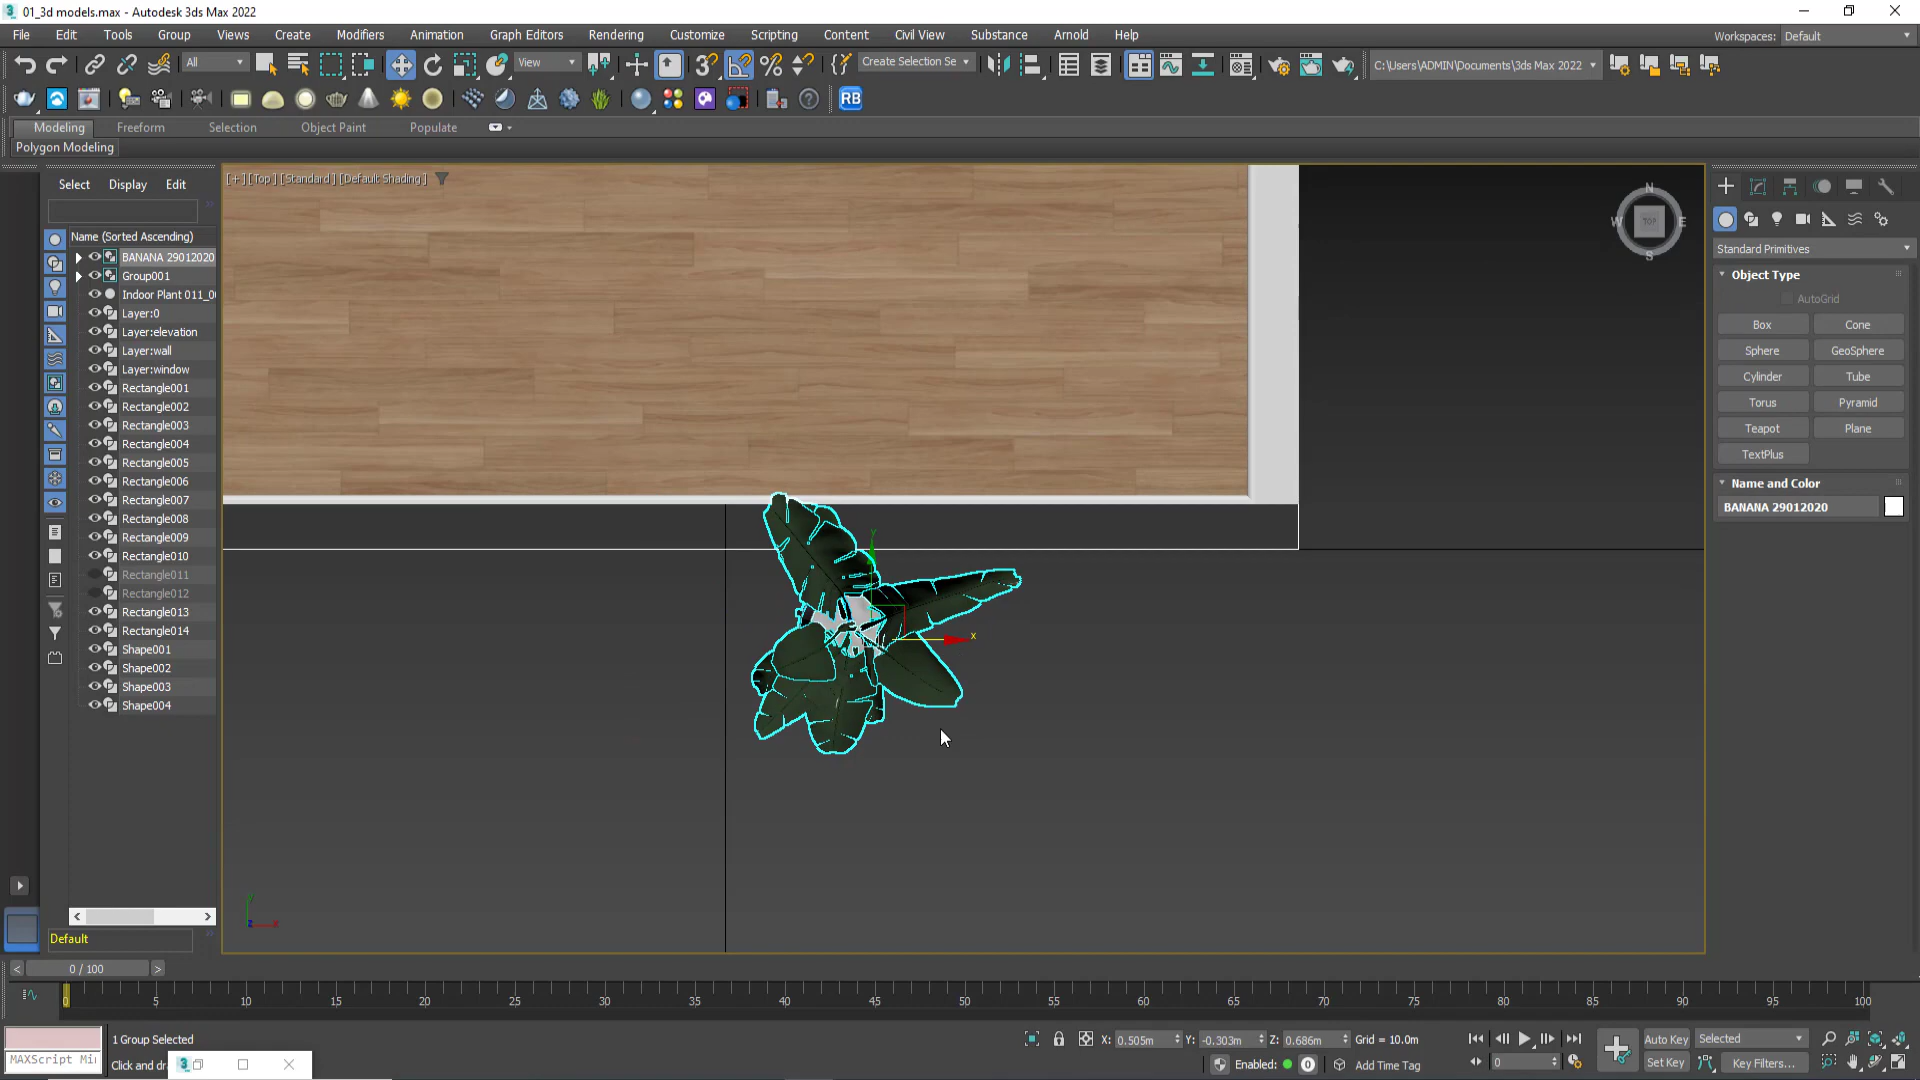 01_3d models.max - Autodesk 3ds Max 2022
File Edit Tools Group Views Create Modifiers Animation Graph Editors Rendering Customize Scripting Content Civil View Substance Arnold Help
Workspaces: Default
All View Create Selection Se C:\Users\ADMIN\Documents\3ds Max 2022
RB
Modeling Freeform Selection Object Paint Populate
Polygon Modeling
Select Display Edit
Name (Sorted Ascending)
BANANA 29012020
Group001
Indoor Plant 011_0
Layer:0
Layer:elevation
Layer:wall
Layer:window
Rectangle001
Rectangle002
Rectangle003
Rectangle004
Rectangle005
Rectangle006
Rectangle007
Rectangle008
Rectangle009
Rectangle010
Rectangle011
Rectangle012
Rectangle013
Rectangle014
Shape001
Shape002
Shape003
Shape004
Default
[+] [Top] [Standard] [Default Shading]
N
W TOP E
S
y
x
Standard Primitives
Object Type
AutoGrid
Box Cone
Sphere GeoSphere
Cylinder Tube
Torus Pyramid
Teapot Plane
TextPlus
Name and Color
BANANA 29012020
< 0 / 100 >
0 5 10 15 20 25 30 35 40 45 50 55 60 65 70 75 80 85 90 95 100
1 Group Selected
MAXScript Mi
Click and dr
X: 0.505m Y: -0.303m Z: 0.686m Grid = 10.0m
Enabled: 0 Add Time Tag
0
Auto Key Selected
Set Key Key Filters...